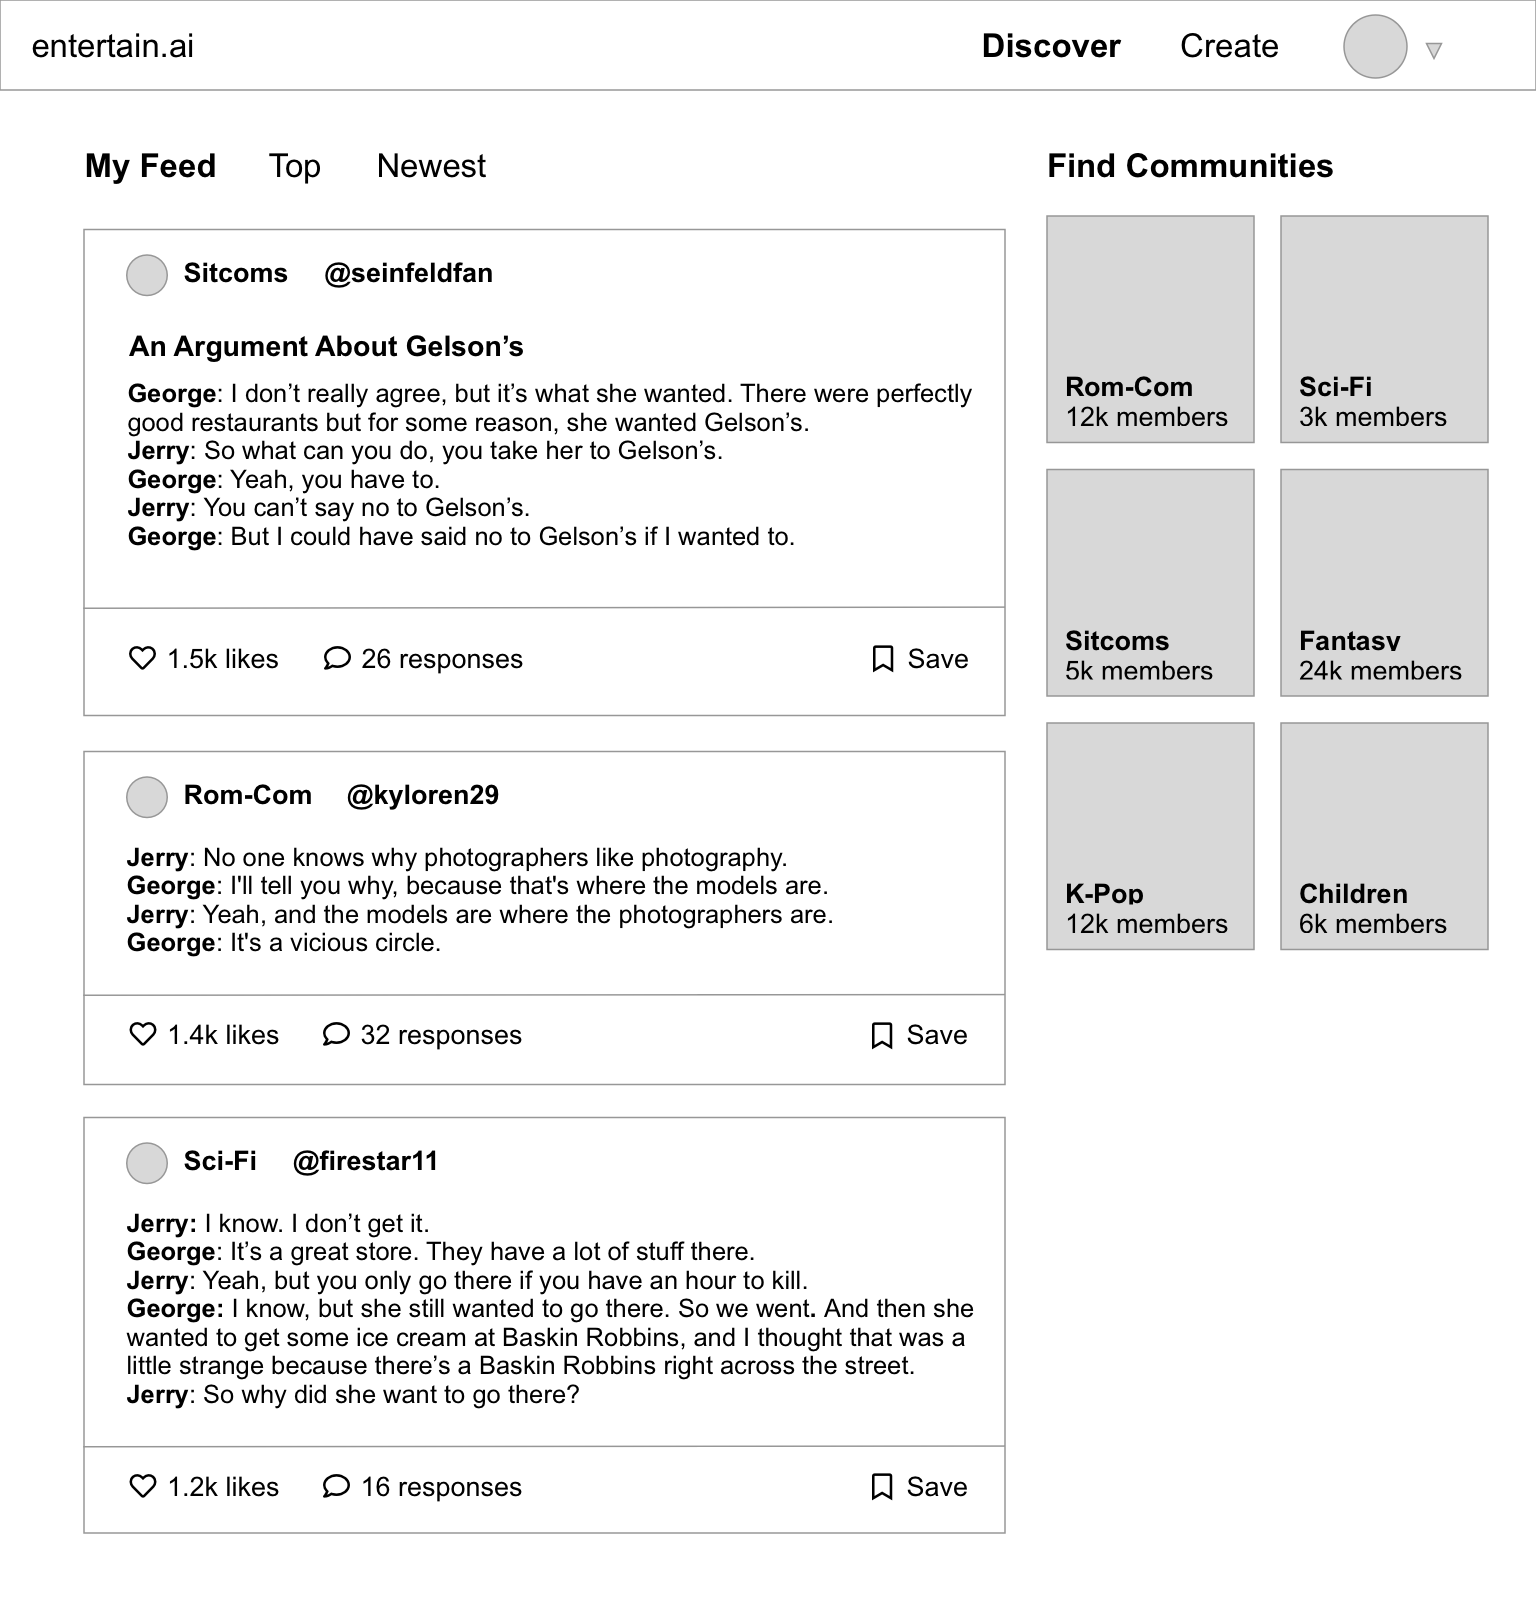 entertain.ai
Discover
Create
My Feed
Top
Newest
Sitcoms @seinfeldfan
An Argument About Gelson’s
George: I don’t really agree, but it’s what she wanted. There were perfectly
good restaurants but for some reason, she wanted Gelson’s.
Jerry: So what can you do, you take her to Gelson’s.
George: Yeah, you have to.
Jerry: You can’t say no to Gelson’s.
George: But I could have said no to Gelson’s if I wanted to.
1.5k likes
26 responses
Save
Rom-Com @kyloren29
Jerry: No one knows why photographers like photography.
George: I'll tell you why, because that's where the models are.
Jerry: Yeah, and the models are where the photographers are.
George: It's a vicious circle.
1.4k likes
32 responses
Save
Sci-Fi @firestar11
Jerry: I know. I don’t get it.
George: It’s a great store. They have a lot of stuff there.
Jerry: Yeah, but you only go there if you have an hour to kill.
George: I know, but she still wanted to go there. So we went. And then she
wanted to get some ice cream at Baskin Robbins, and I thought that was a
little strange because there’s a Baskin Robbins right across the street.
Jerry: So why did she want to go there?
1.2k likes
16 responses
Save
Find Communities
Rom-Com
12k members
Sci-Fi
3k members
Sitcoms
5k members
Fantasy
24k members
K-Pop
12k members
Children
6k members